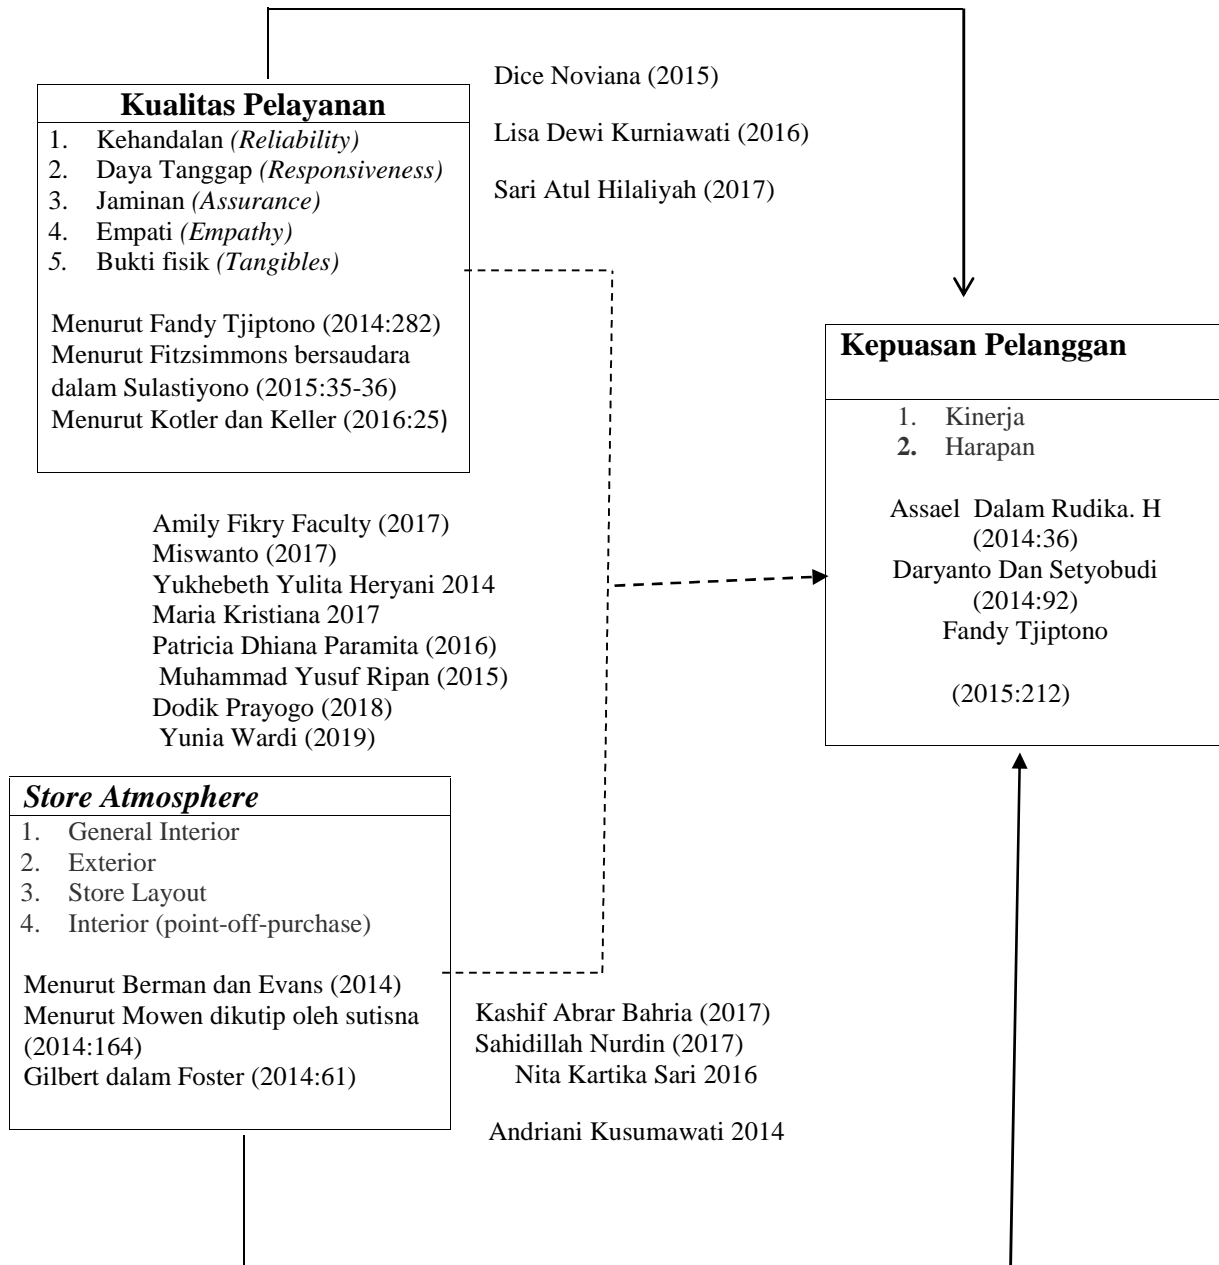 Dice Noviana (2015)
Lisa Dewi Kurniawati (2016)
Sari Atul Hilaliyah (2017)
Kualitas Pelayanan
1. Kehandalan (Reliability)
2. Daya Tanggap (Responsiveness)
3. Jaminan (Assurance)
4. Empati (Empathy)
5. Bukti fisik (Tangibles)
Menurut Fandy Tjiptono (2014:282)
Menurut Fitzsimmons bersaudara
dalam Sulastiyono (2015:35-36)
Menurut Kotler dan Keller (2016:25)
Kepuasan Pelanggan
1. Kinerja
2. Harapan
Assael Dalam Rudika. H
(2014:36)
Daryanto Dan Setyobudi
(2014:92)
Fandy Tjiptono
(2015:212)
Amily Fikry Faculty (2017)
Miswanto (2017)
Yukhebeth Yulita Heryani 2014
Maria Kristiana 2017
Patricia Dhiana Paramita (2016)
Muhammad Yusuf Ripan (2015)
Dodik Prayogo (2018)
Yunia Wardi (2019)
Store Atmosphere
1. General Interior
2. Exterior
3. Store Layout
4. Interior (point-off-purchase)
Menurut Berman dan Evans (2014)
Menurut Mowen dikutip oleh sutisna
(2014:164)
Gilbert dalam Foster (2014:61)
Kashif Abrar Bahria (2017)
Sahidillah Nurdin (2017)
Nita Kartika Sari 2016
Andriani Kusumawati 2014